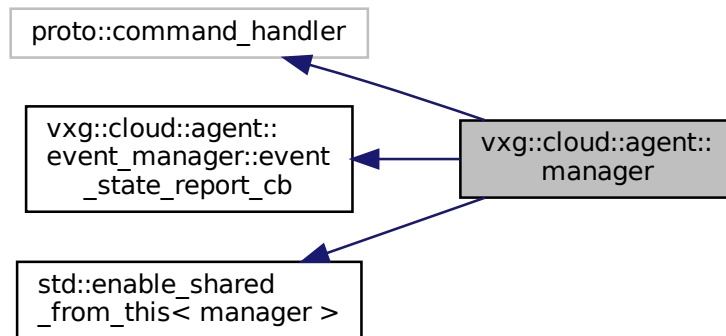 proto::command_handler
vxg::cloud::agent::
event_manager::event
_state_report_cb
vxg::cloud::agent::
manager
std::enable_shared
_from_this< manager >